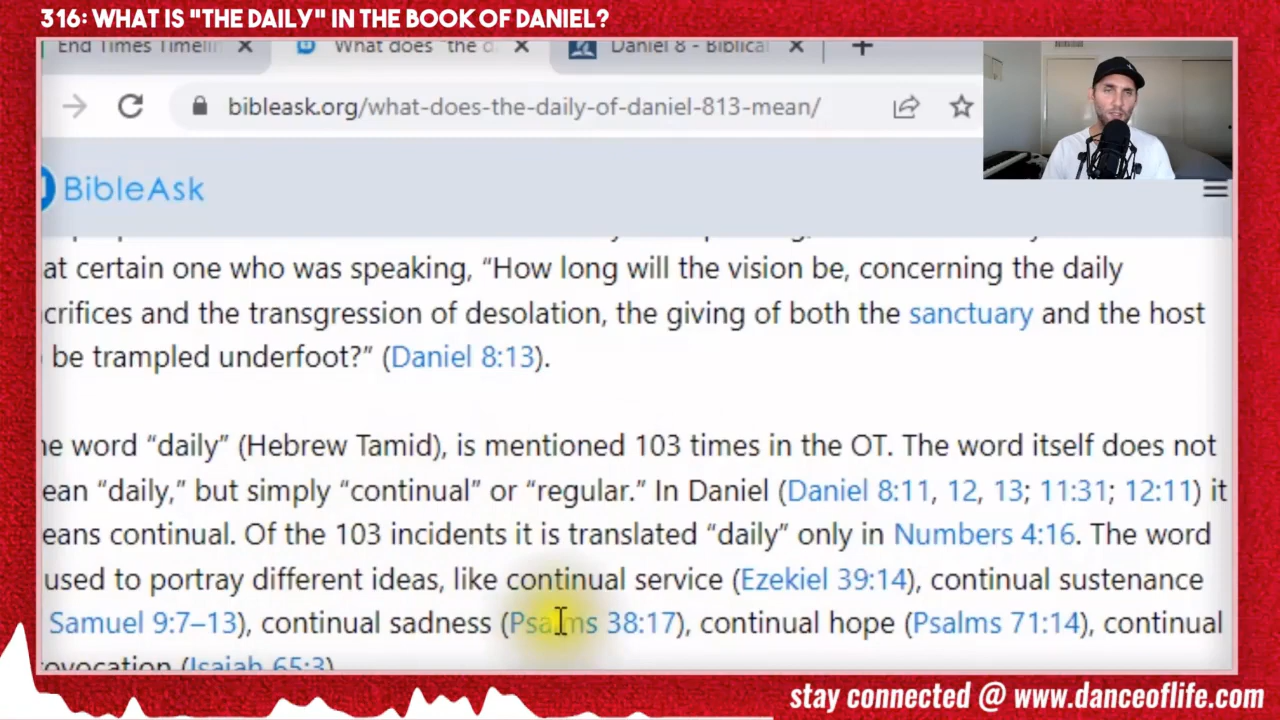 316: WHAT IS "THE DAILY" IN THE BOOK OF DANIEL?
End Times Timelin
What does "the d
Daniel 8 - Biblical
bibleask.org/what-does-the-daily-of-daniel-813-mean/
BibleAsk
at certain one who was speaking, “How long will the vision be, concerning the daily
crifices and the transgression of desolation, the giving of both the sanctuary and the host
be trampled underfoot?” (Daniel 8:13).
he word “daily” (Hebrew Tamid), is mentioned 103 times in the OT. The word itself does not
ean “daily,” but simply “continual” or “regular.” In Daniel (Daniel 8:11, 12, 13; 11:31; 12:11) it
eans continual. Of the 103 incidents it is translated “daily” only in Numbers 4:16. The word
used to portray different ideas, like continual service (Ezekiel 39:14), continual sustenance
Samuel 9:7–13), continual sadness (Psalms 38:17), continual hope (Psalms 71:14), continual
ovocation (Isaiah 65:3)
stay connected @ www.danceoflife.com